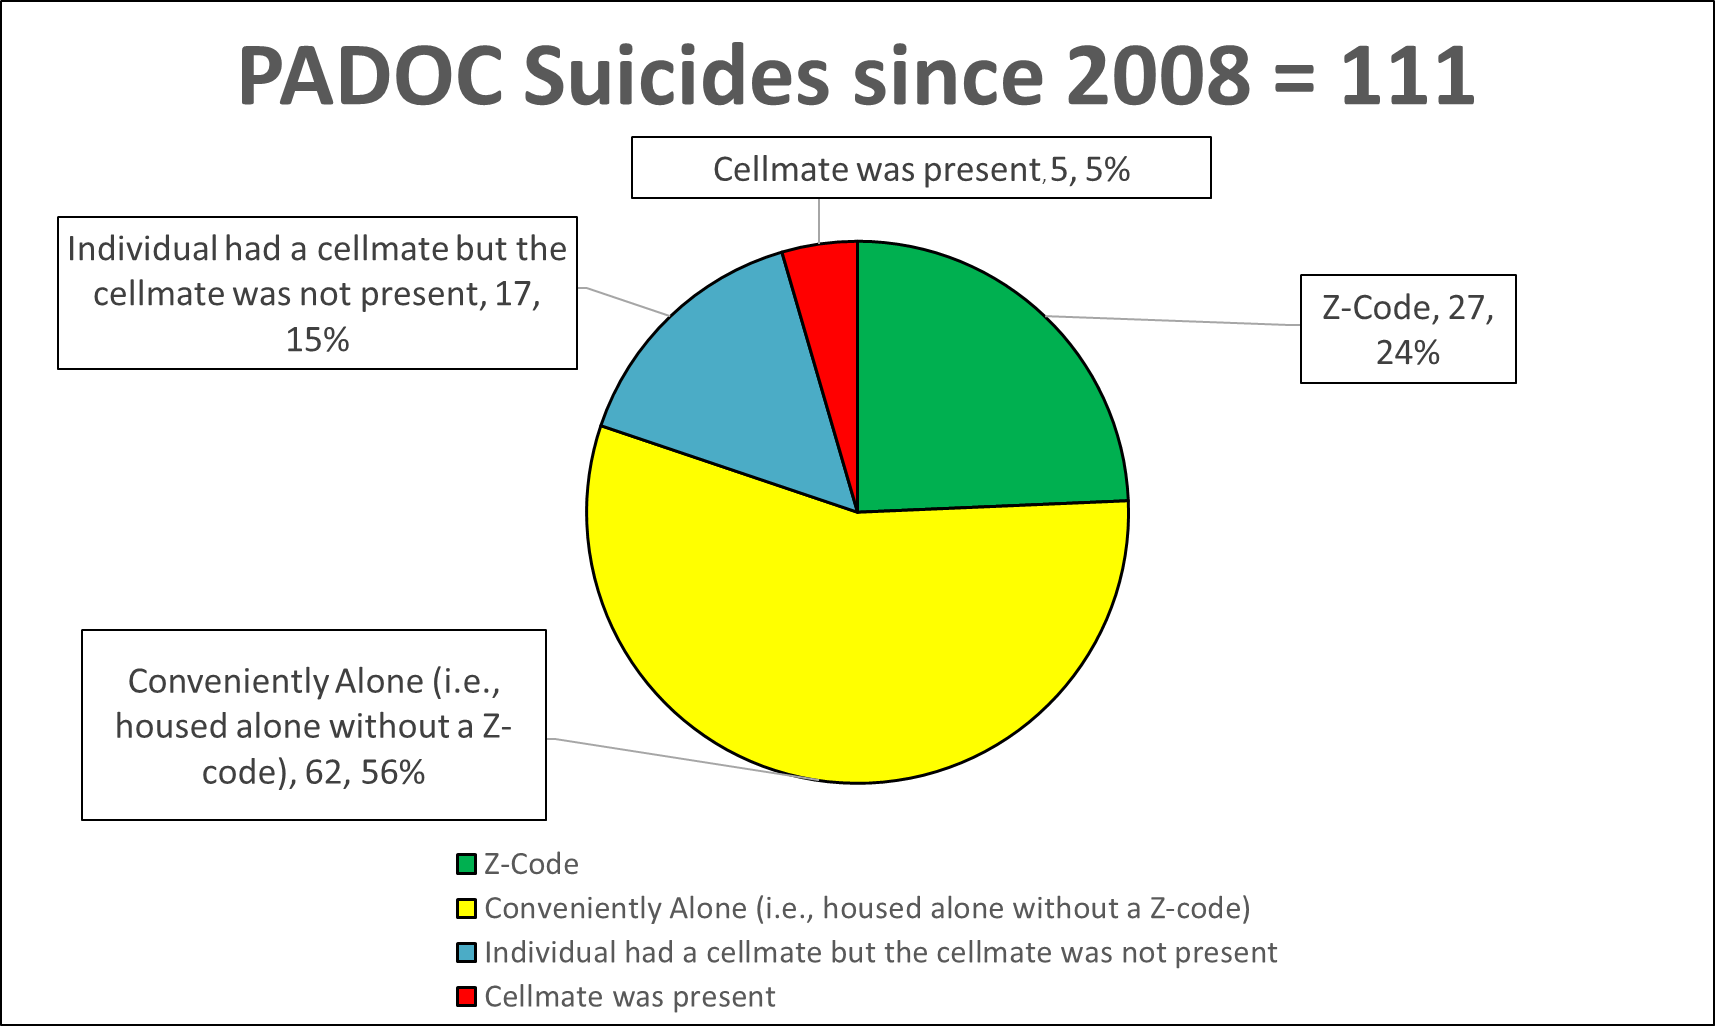 PADOC Suicides since 2008 = 111
Cellmate was present, 5, 5%
Individual had a cellmate but the
cellmate was not present, 17,
15%
Z-Code, 27,
24%
Conveniently Alone (i.e.,
housed alone without a Z-
code), 62, 56%
Z-Code
Conveniently Alone (i.e., housed alone without a Z-code)
Individual had a cellmate but the cellmate was not present
Cellmate was present